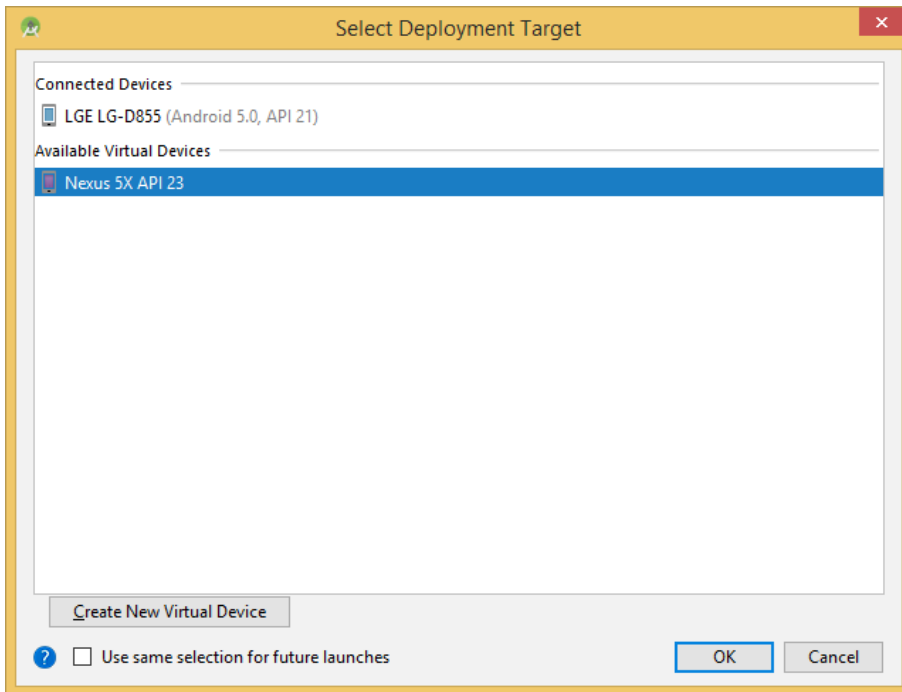 Select Deployment Target
Connected Devices
LGE LG-D855 (Android 5.0, API 21)
Available Virtual Devices
Nexus 5X API 23
Create New Virtual Device
? Use same selection for future launches OK Cancel